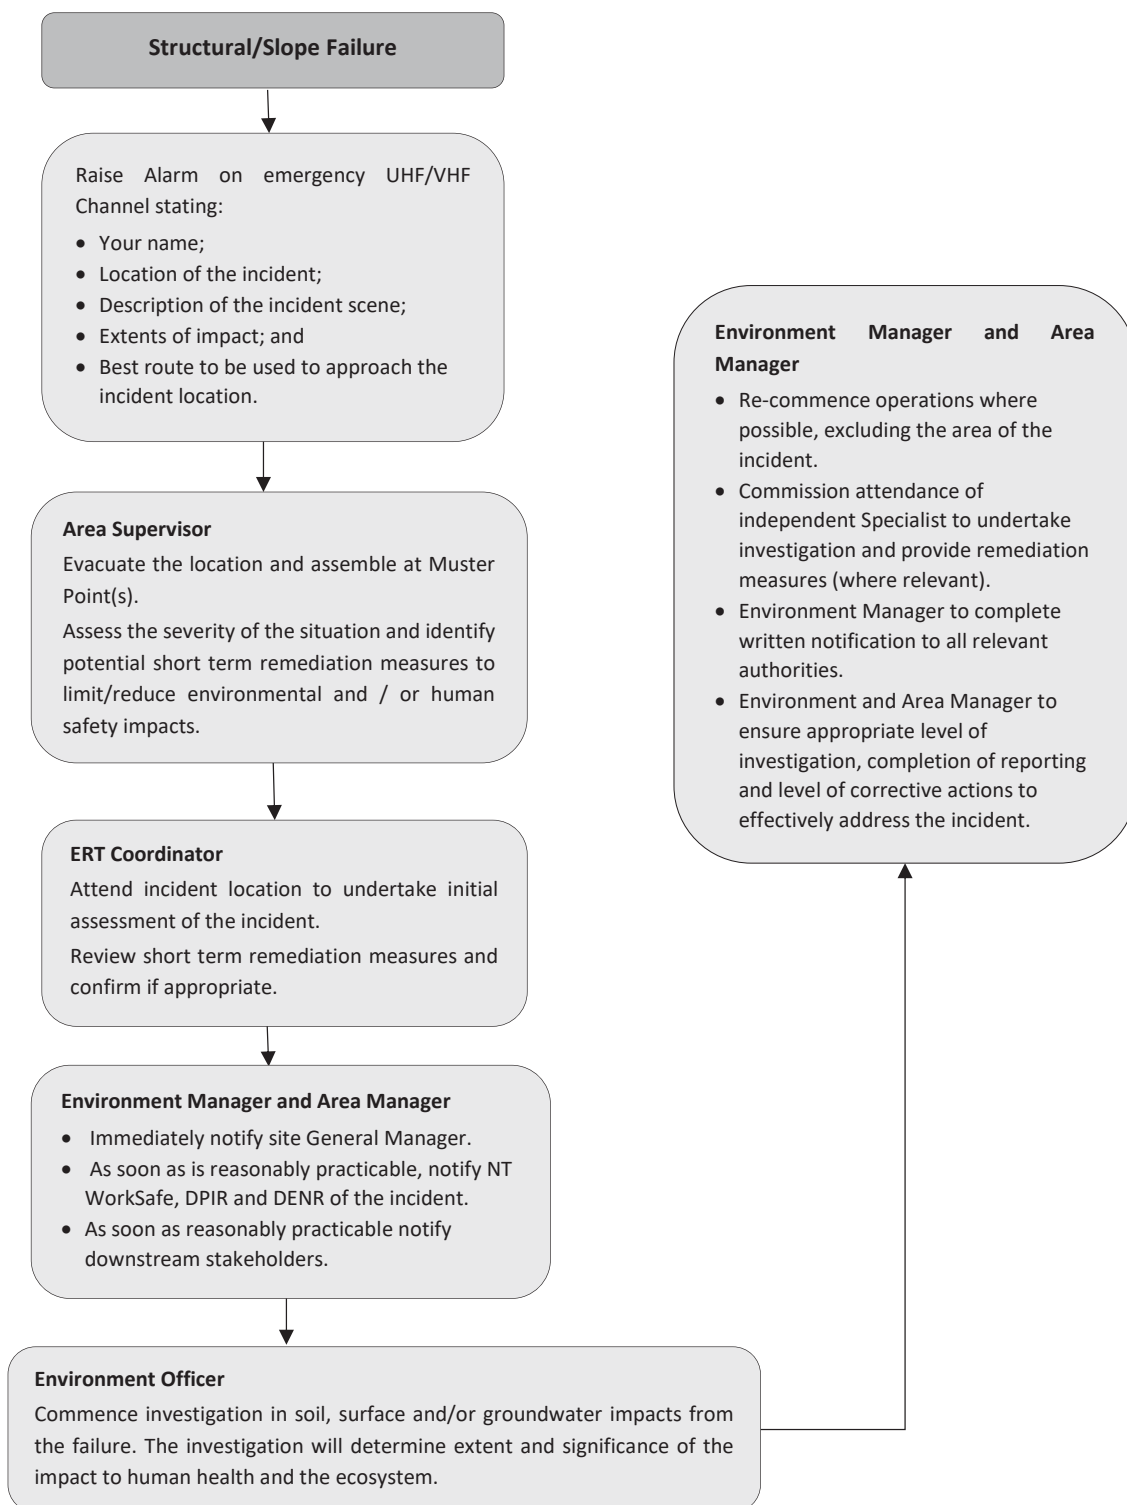 Structural/Slope Failure
Raise Alarm on emergency UHF/VHF
Channel stating:
• Your name;
• Location of the incident;
• Description of the incident scene;
• Extents of impact; and
• Best route to be used to approach the
incident location.
Area Supervisor
Evacuate the location and assemble at Muster
Point(s).
Assess the severity of the situation and identify
potential short term remediation measures to
limit/reduce environmental and / or human
safety impacts.
ERT Coordinator
Attend incident location to undertake initial
assessment of the incident.
Review short term remediation measures and
confirm if appropriate.
Environment Manager and Area Manager
• Immediately notify site General Manager.
• As soon as is reasonably practicable, notify NT
WorkSafe, DPIR and DENR of the incident.
• As soon as reasonably practicable notify
downstream stakeholders.
Environment Officer
Commence investigation in soil, surface and/or groundwater impacts from
the failure. The investigation will determine extent and significance of the
impact to human health and the ecosystem.
Environment Manager and Area
Manager
• Re-commence operations where
possible, excluding the area of the
incident.
• Commission attendance of
independent Specialist to undertake
investigation and provide remediation
measures (where relevant).
• Environment Manager to complete
written notification to all relevant
authorities.
• Environment and Area Manager to
ensure appropriate level of
investigation, completion of reporting
and level of corrective actions to
effectively address the incident.